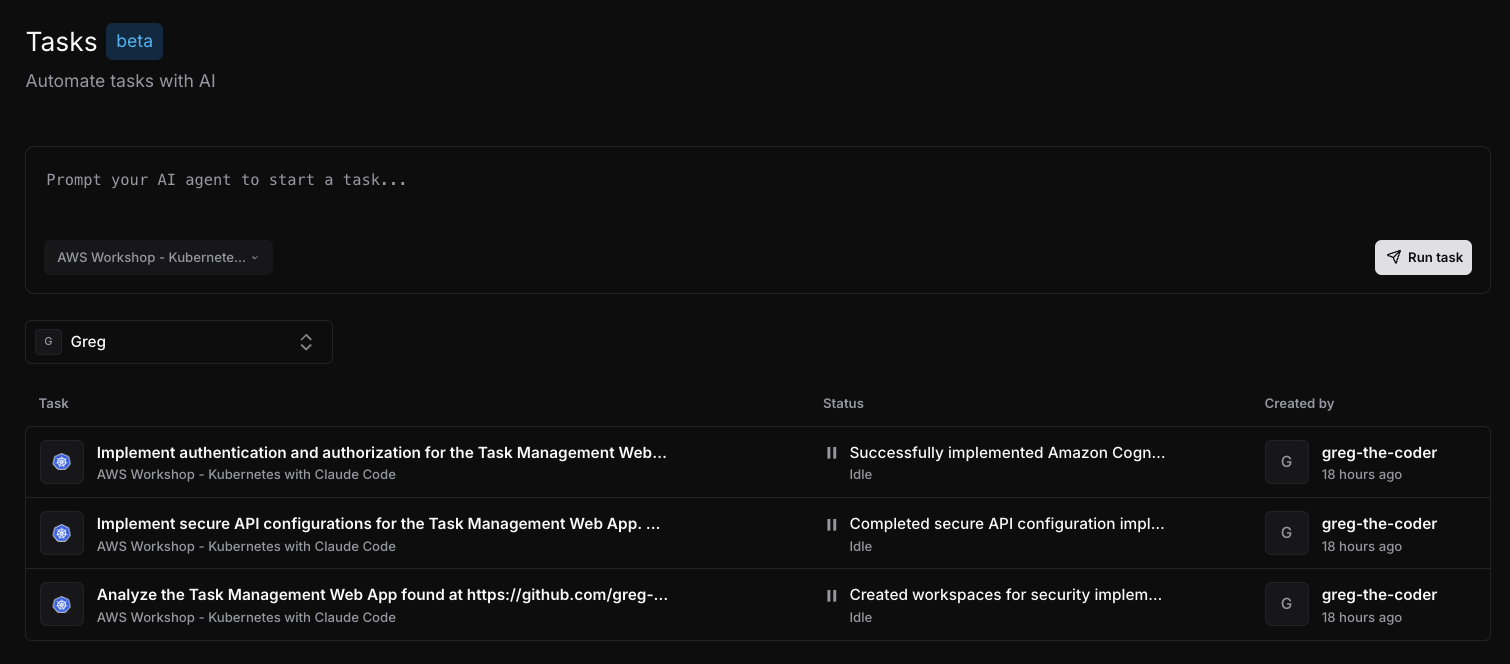 Tasks beta
Automate tasks with AI
Prompt your AI agent to start a task...
AWS Workshop - Kubernete...
Run task
G Greg
Task Status Created by
Implement authentication and authorization for the Task Management Web... Successfully implemented Amazon Cogn... G greg-the-coder
AWS Workshop - Kubernetes with Claude Code Idle 18 hours ago
Implement secure API configurations for the Task Management Web App. ... Completed secure API configuration impl... G greg-the-coder
AWS Workshop - Kubernetes with Claude Code Idle 18 hours ago
Analyze the Task Management Web App found at https://github.com/greg-... Created workspaces for security implem... G greg-the-coder
AWS Workshop - Kubernetes with Claude Code Idle 18 hours ago